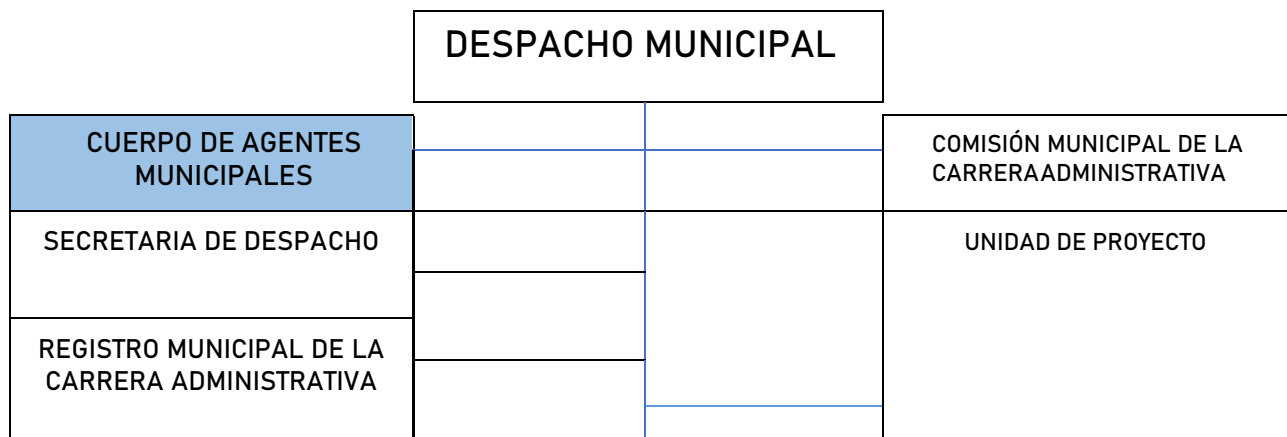 DESPACHO MUNICIPAL
CUERPO DE AGENTES
MUNICIPALES
COMISIÓN MUNICIPAL DE LA
CARRERAADMINISTRATIVA
SECRETARIA DE DESPACHO
UNIDAD DE PROYECTO
REGISTRO MUNICIPAL DE LA
CARRERA ADMINISTRATIVA